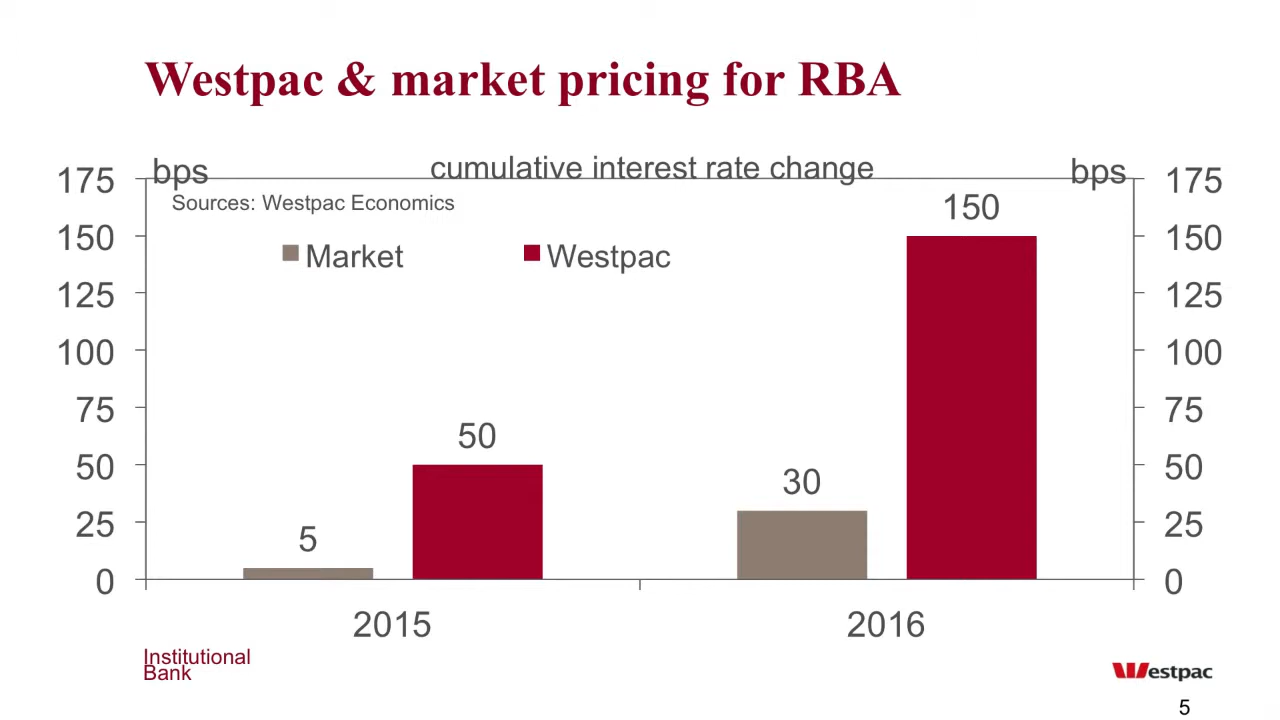 Westpac & market pricing for RBA
bps cumulative interest rate change bps
175 175
Sources: Westpac Economics
150
150 150
Market Westpac
125 125
100 100
75 75
50
50 50
30
25 25
5
0 0
2015 2016
Institutional
Bank
Westpac
5